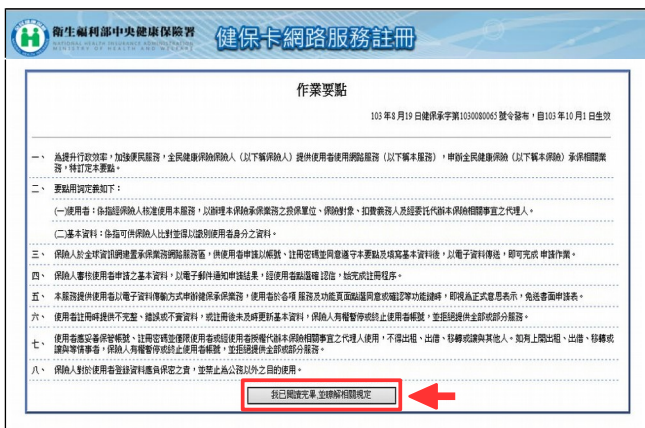 衛生福利部中央健康保險署
NATIONAL HEALTH INSURANCE ADMINISTRATION
MINISTRY OF HEALTH AND WELFARE
健保卡網路服務註冊
作業要點
103 年8 月19 日健保承字第1030080065 號令發布，自103 年10 月1 日生效
一、 為提升行政效率，加強便民服務，全民健康保險保險人（以下稱保險人）提供使用者使用網路服務（以下稱本服務），申辦全民健康保險（以下稱本保險）承保相關業
務，特訂定本要點。
二、 要點用詞定義如下：
(一)使用者：係指經保險人核准使用本服務，以辦理本保險承保業務之投保單位、保險對象、扣費義務人及經委託代辦本保險相關事宜之代理人。
(二)基本資料：係指可供保險人比對並得以識別使用者身分之資料。
三、 保險人於全球資訊網建置承保業務網路服務區，供使用者申請以帳號、註冊密碼並同意遵守本要點及填寫基本資料後，以電子資料傳送，即可完成 申請作業。
四、 保險人審核使用者申請之基本資料，以電子郵件通知申請結果，經使用者點選確 認信，始完成註冊程序。
五、 本服務提供使用者以電子資料傳輸方式申辦健保承保業務，使用者於各項 服務及功能頁面點選同意或確認等功能鍵時，即視為正式意思表示，免送書面申請表。
六、 使用者註冊時提供不完整、錯誤或不實資料，或註冊後未及時更新基本資料，保險人有權暫停或終止使用者帳號，並拒絕提供全部或部分服務。
七、 使用者應妥善保管帳號、註冊密碼並僅限使用者或經使用者授權代辦本保險相關事宜之代理人使用，不得出租、出借、移轉或讓與其他人。如有上開出租、出借、移轉或
讓與等情事者，保險人有權暫停或終止使用者帳號，並拒絕提供全部或部分服務。
八、 保險人對於使用者登錄資料應負保密之責，並禁止為公務以外之目的使用。
我已閱讀完畢,並瞭解相關規定